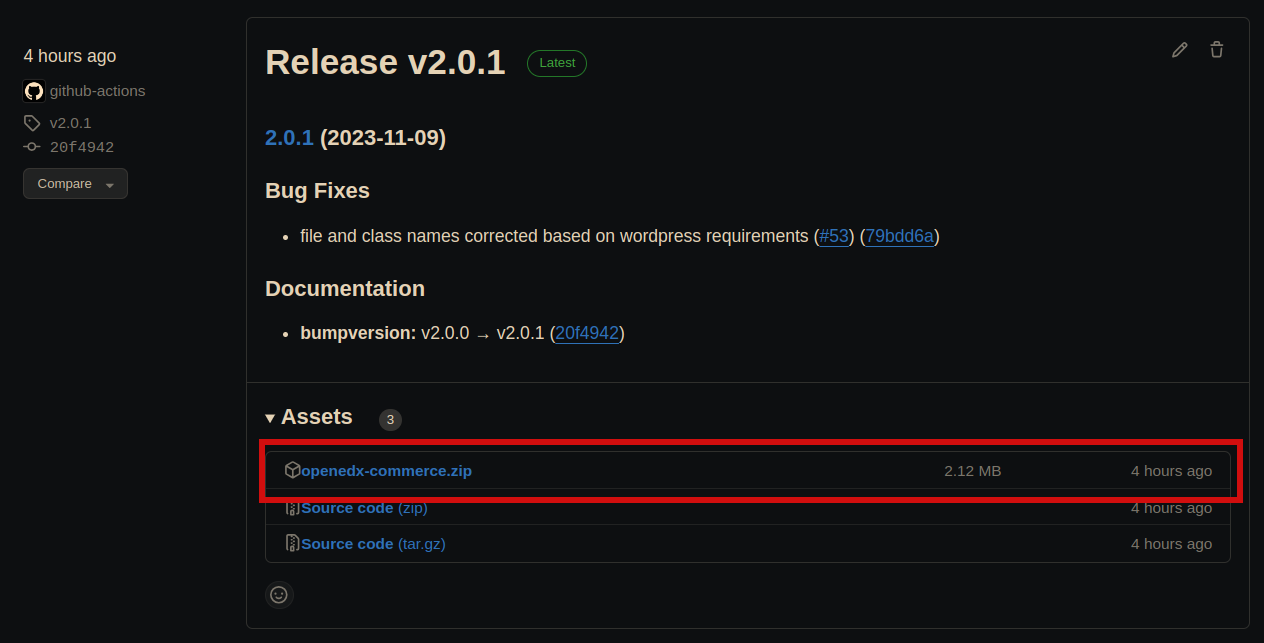 4 hours ago
github-actions
v2.0.1
20f4942
Compare
Release v2.0.1 Latest
2.0.1 (2023-11-09)
Bug Fixes
• file and class names corrected based on wordpress requirements (#53) (79bdd6a)
Documentation
• bumpversion: v2.0.0 → v2.0.1 (20f4942)
Assets 3
openedx-commerce.zip 2.12 MB 4 hours ago
Source code (zip) 4 hours ago
Source code (tar.gz) 4 hours ago